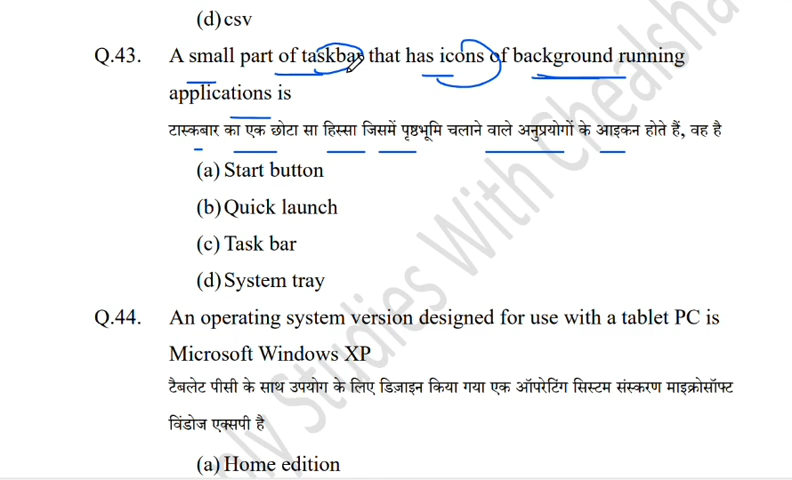 (d) csv
Q.43. A small part of taskbar that has icons of background running
applications is
टास्कबार का एक छोटा सा हिस्सा जिसमें पृष्ठभूमि चलाने वाले अनुप्रयोगों के आइकन होते हैं, वह है
(a) Start button
(b) Quick launch
(c) Task bar
(d) System tray
Q.44. An operating system version designed for use with a tablet PC is
Microsoft Windows XP
टैबलेट पीसी के साथ उपयोग के लिए डिज़ाइन किया गया एक ऑपरेटिंग सिस्टम संस्करण माइक्रोसॉफ्ट
विंडोज एक्सपी है
(a) Home edition
Studies With